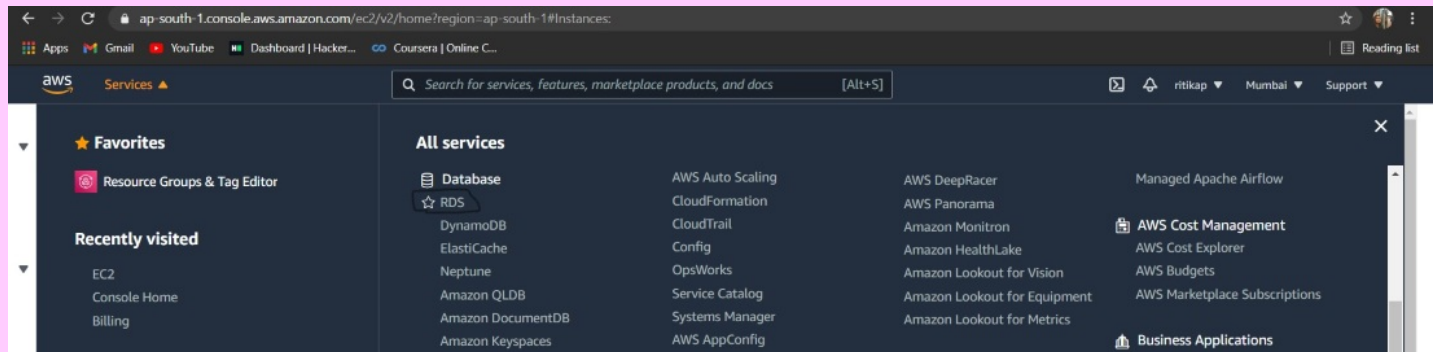 ap-south-1.console.aws.amazon.com/ec2/v2/home?region=ap-south-1#Instances:
Apps Gmail YouTube Dashboard | Hacker... Coursera | Online C... Reading list
aws Services Search for services, features, marketplace products, and docs [Alt+S] ritikap Mumbai Support
Favorites
Resource Groups & Tag Editor
Recently visited
EC2
Console Home
Billing
All services
Database
RDS
DynamoDB
ElastiCache
Neptune
Amazon QLDB
Amazon DocumentDB
Amazon Keyspaces
AWS Auto Scaling
CloudFormation
CloudTrail
Config
OpsWorks
Service Catalog
Systems Manager
AWS AppConfig
AWS DeepRacer
AWS Panorama
Amazon Monitron
Amazon HealthLake
Amazon Lookout for Vision
Amazon Lookout for Equipment
Amazon Lookout for Metrics
Managed Apache Airflow
AWS Cost Management
AWS Cost Explorer
AWS Budgets
AWS Marketplace Subscriptions
Business Applications